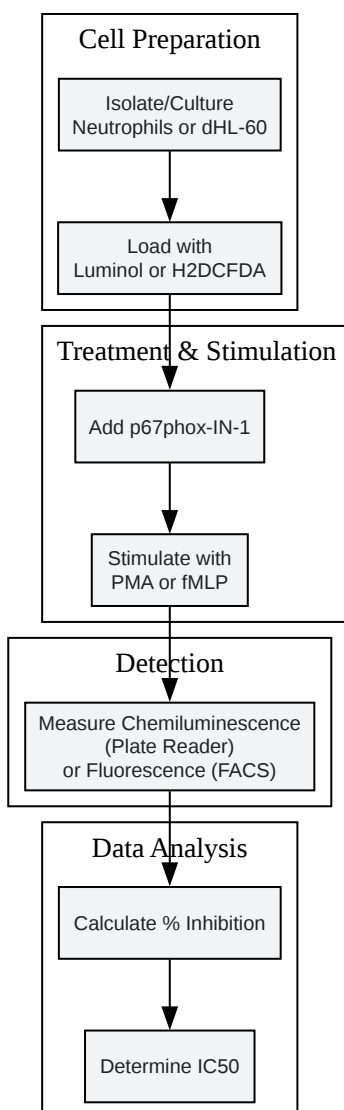 Cell Preparation
Isolate/Culture
Neutrophils or dHL-60
Load with
Luminol or H2DCFDA
Treatment & Stimulation
Add p67phox-IN-1
Stimulate with
PMA or fMLP
Detection
Measure Chemiluminescence
(Plate Reader)
or Fluorescence (FACS)
Data Analysis
Calculate % Inhibition
Determine IC50